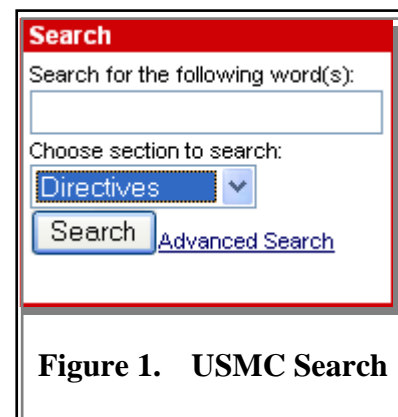 Search
Search for the following word(s):
Choose section to search:
Directives
Search Advanced Search
Figure 1. USMC Search